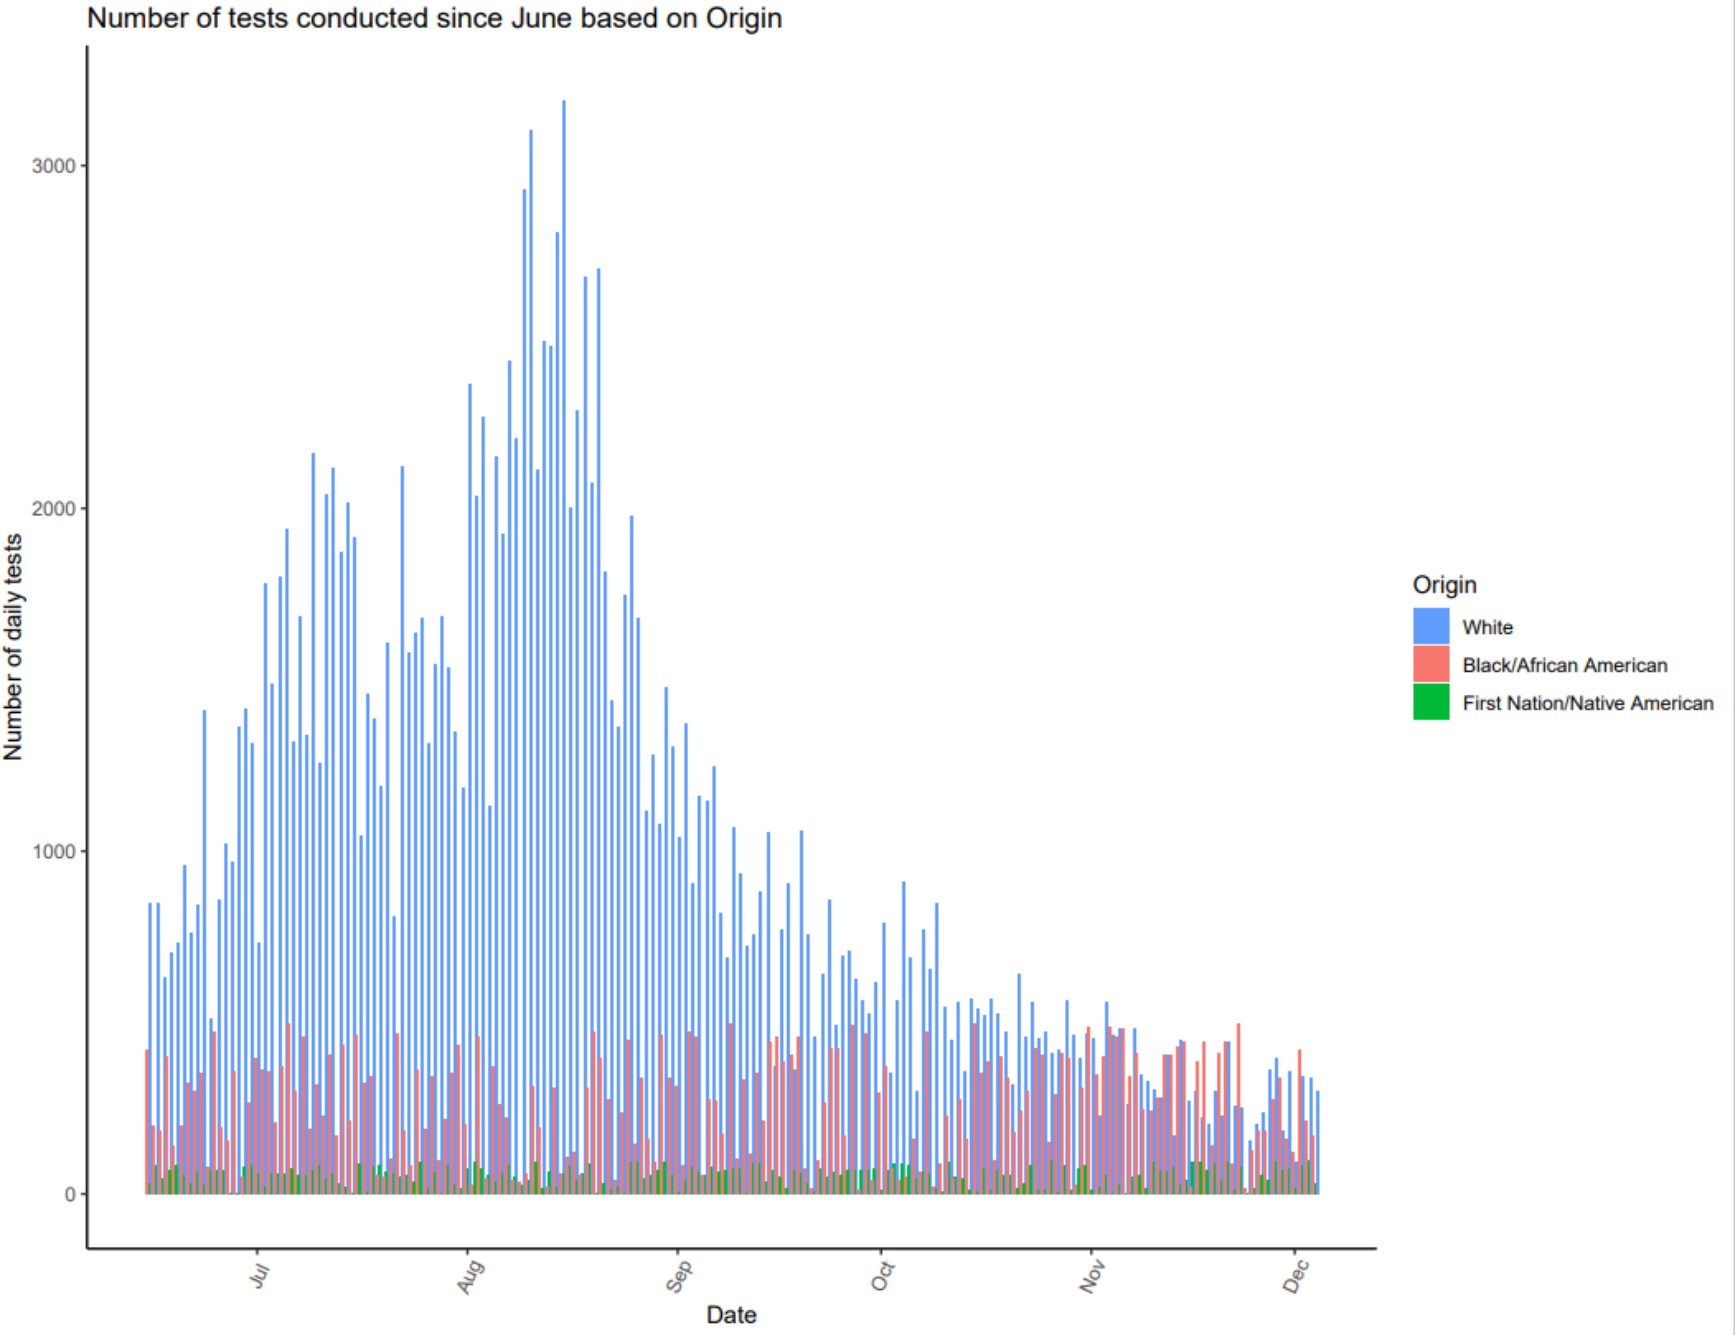 Number of tests conducted since June based on Origin
3000
2000
1000
0
Number of daily tests
Jul
Aug
Sep
Oct
Nov
Dec
Date
Origin
White
Black/African American
First Nation/Native American